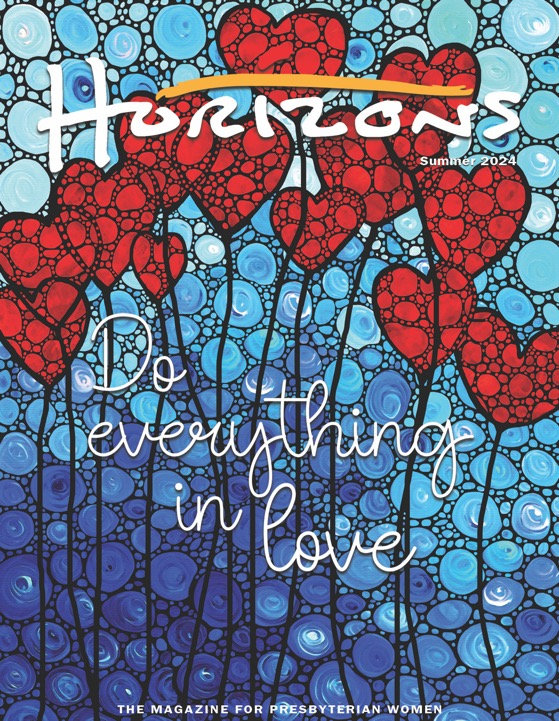 HORIZONS
Summer 2024
Do
everything
in love
THE MAGAZINE FOR PRESBYTERIAN WOMEN